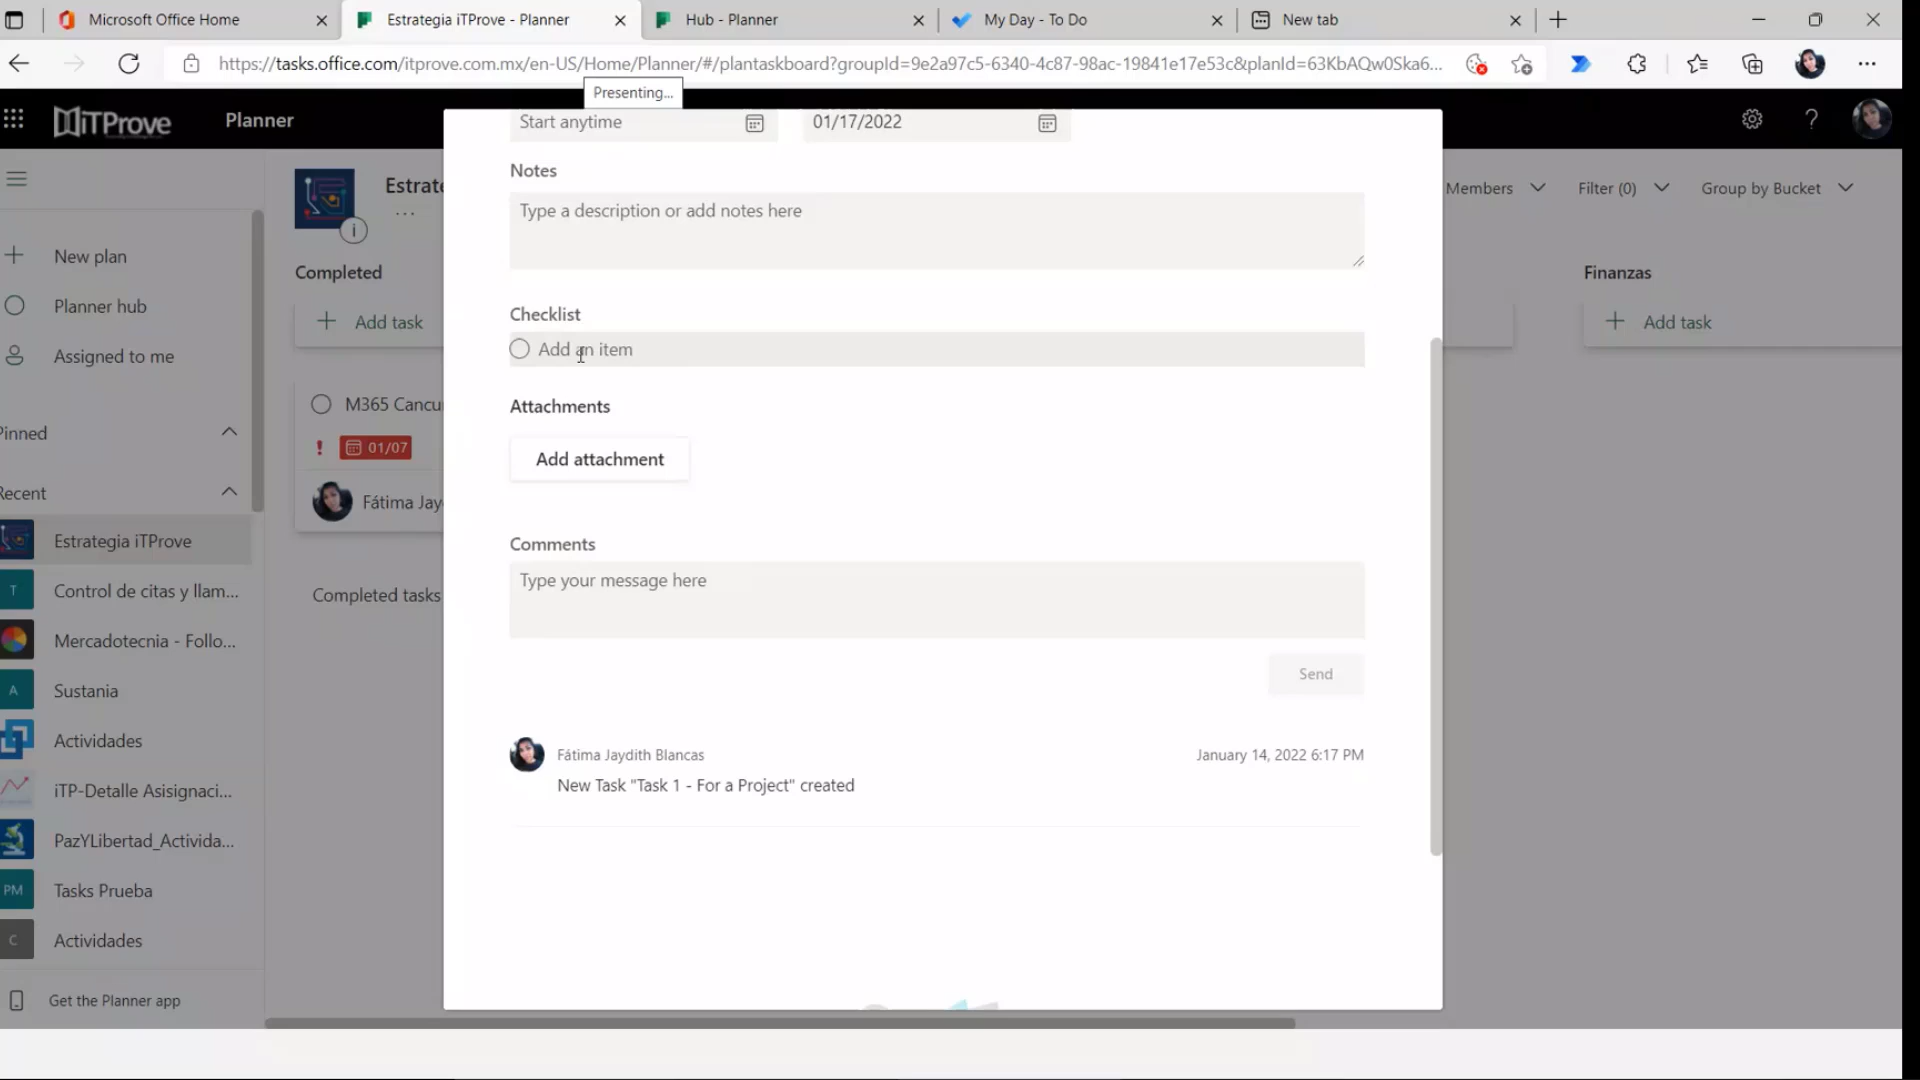 Microsoft Office Home
Estrategia iTProve - Planner
Hub - Planner
My Day - To Do
New tab
https://tasks.office.com/itprove.com.mx/en-US/Home/Planner/#/plantaskboard?groupId=9e2a97c5-6340-4c87-98ac-19841e17e53c&planId=63KbAQw0Ska6...
Presenting...
iTProve
Planner
Start anytime
01/17/2022
Estrate
Members
Filter (0)
Group by Bucket
Notes
Type a description or add notes here
New plan
Planner hub
Assigned to me
Completed
Add task
Finanzas
Add task
Checklist
Add an item
M365 Cancu
01/07
Fátima Jay
Completed tasks
Attachments
Add attachment
Comments
Type your message here
Send
Fátima Jaydith Blancas
January 14, 2022 6:17 PM
New Task "Task 1 - For a Project" created
Pinned
Recent
Estrategia iTProve
T
Control de citas y llam...
Mercadotecnia - Follo...
A
Sustania
Actividades
iTP-Detalle Asisignaci...
PazYLibertad_Activida...
PM
Tasks Prueba
C
Actividades
Get the Planner app